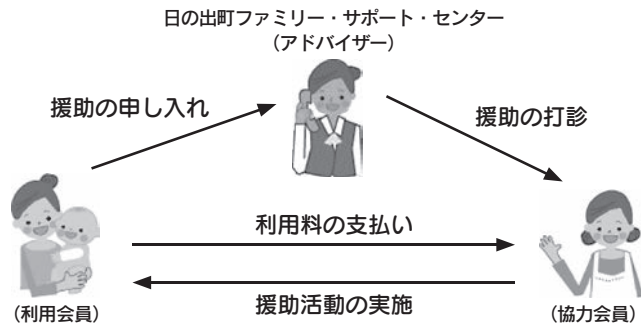 日の出町ファミリー・サポート・センター
（アドバイザー）
援助の申し入れ
援助の打診
利用料の支払い
援助活動の実施
（利用会員）
（協力会員）